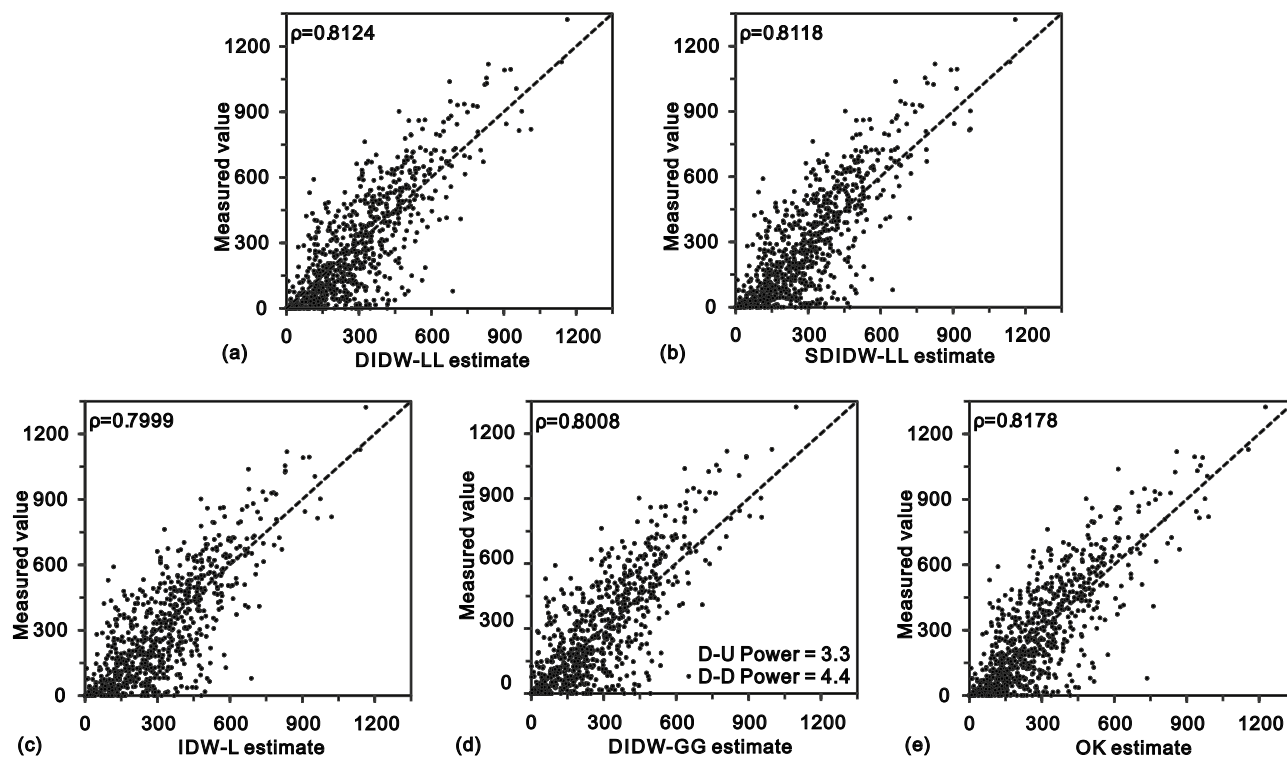 ρ=0.8124
1200
900
600
300
0
Measured value
0 300 600 900 1200
(a) DIDW-LL estimate
ρ=0.8118
1200
900
600
300
0
Measured value
0 300 600 900 1200
(b) SDIDW-LL estimate
ρ=0.7999
1200
900
600
300
0
Measured value
0 300 600 900 1200
(c) IDW-L estimate
ρ=0.8008
1200
900
600
300
0
Measured value
D-U Power = 3.3
D-D Power = 4.4
0 300 600 900 1200
(d) DIDW-GG estimate
ρ=0.8178
1200
900
600
300
0
Measured value
0 300 600 900 1200
(e) OK estimate